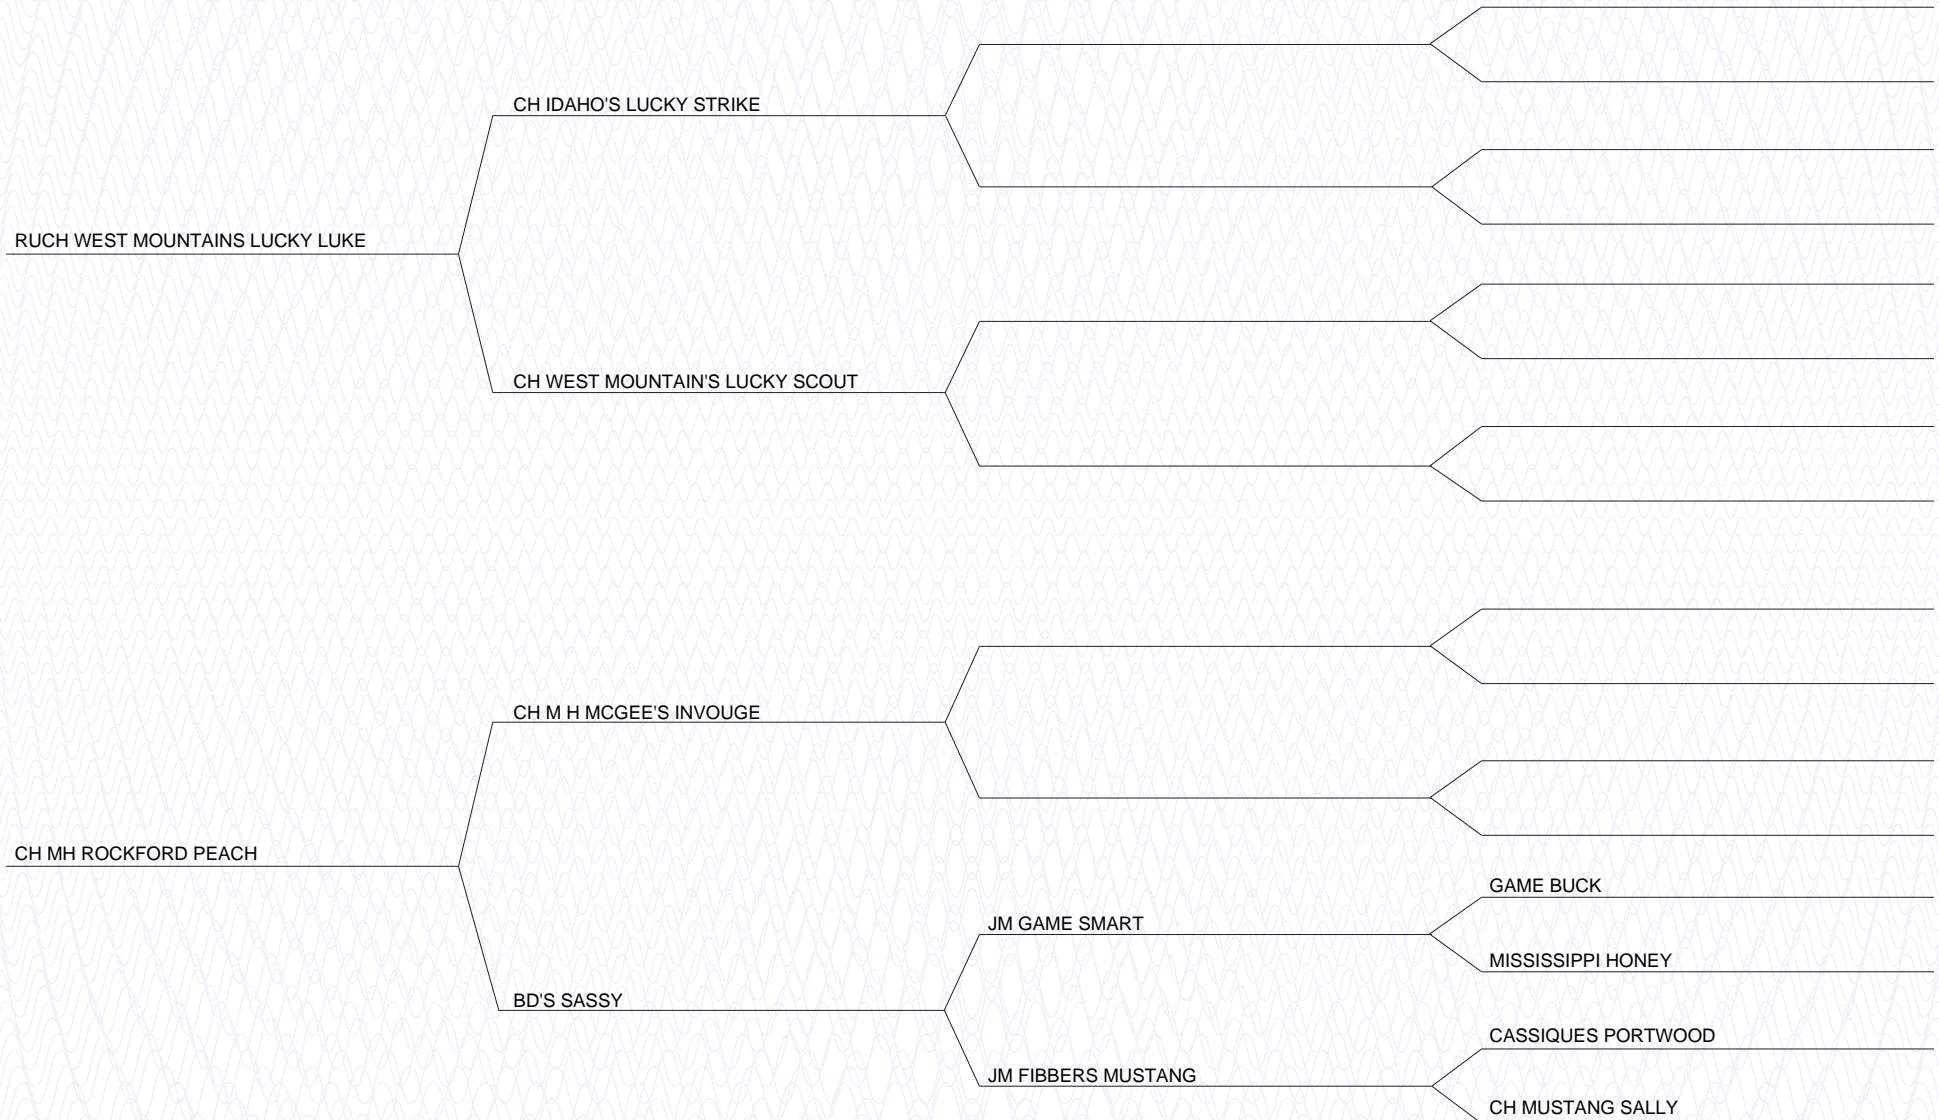 CH IDAHO'S LUCKY STRIKE
RUCH WEST MOUNTAINS LUCKY LUKE
CH WEST MOUNTAIN'S LUCKY SCOUT
CH M H MCGEE'S INVOUGE
CH MH ROCKFORD PEACH
GAME BUCK
JM GAME SMART
MISSISSIPPI HONEY
BD'S SASSY
CASSIQUES PORTWOOD
JM FIBBERS MUSTANG
CH MUSTANG SALLY